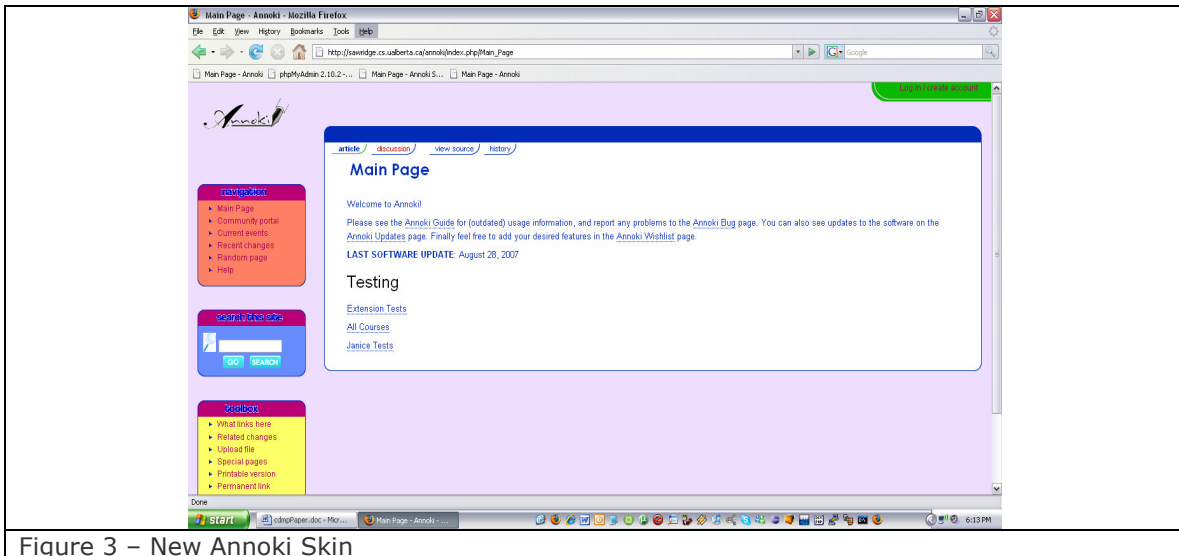 Main Page - Annoki - Mozilla Firefox
File Edit View History Bookmarks Tools Help
http://sawridge.cs.ualberta.ca/annoki/index.php/Main_Page
Google
Main Page - Annoki phpMyAdmin 2.10.2 -... Main Page - Annoki S... Main Page - Annoki
Log in / create account
Annoki
article discussion view source history
Main Page
Welcome to Annoki!
Please see the Annoki Guide for (outdated) usage information, and report any problems to the Annoki Bug page. You can also see updates to the software on the
Annoki Updates page. Finally feel free to add your desired features in the Annoki Wishlist page.
LAST SOFTWARE UPDATE: August 28, 2007
Testing
Extension Tests
All Courses
Janice Tests
navigation
Main Page
Community portal
Current events
Recent changes
Random page
Help
search this site
GO SEARCH
toolbox
What links here
Related changes
Upload file
Special pages
Printable version
Permanent link
Done
start cdmpPaper.doc - Micr... Main Page - Annoki - ... 6:13 PM
Figure 3 – New Annoki Skin